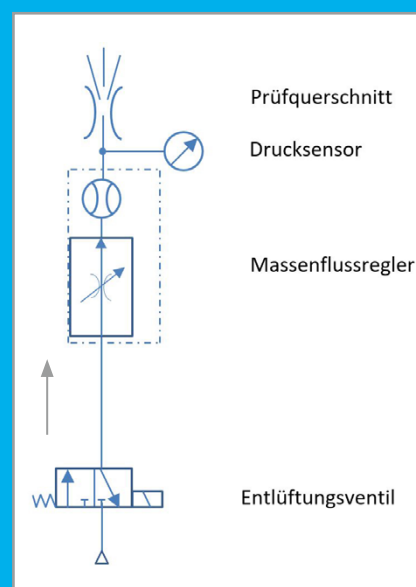 Prüfquerschnitt
Drucksensor
Massenflussregler
Entlüftungsventil